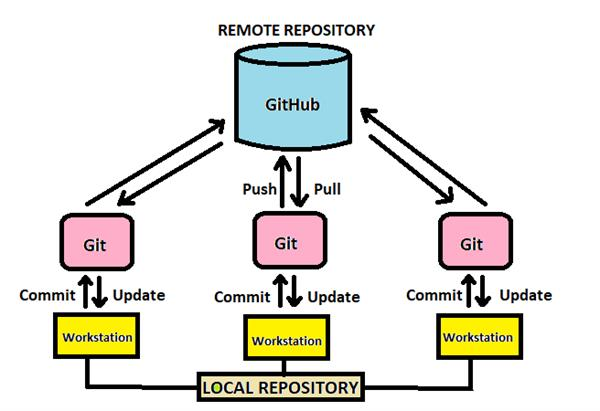 REMOTE REPOSITORY
GitHub
Push
Pull
Git
Git
Git
Commit
Update
Commit
Update
Commit
Update
Workstation
Workstation
Workstation
LOCAL REPOSITORY